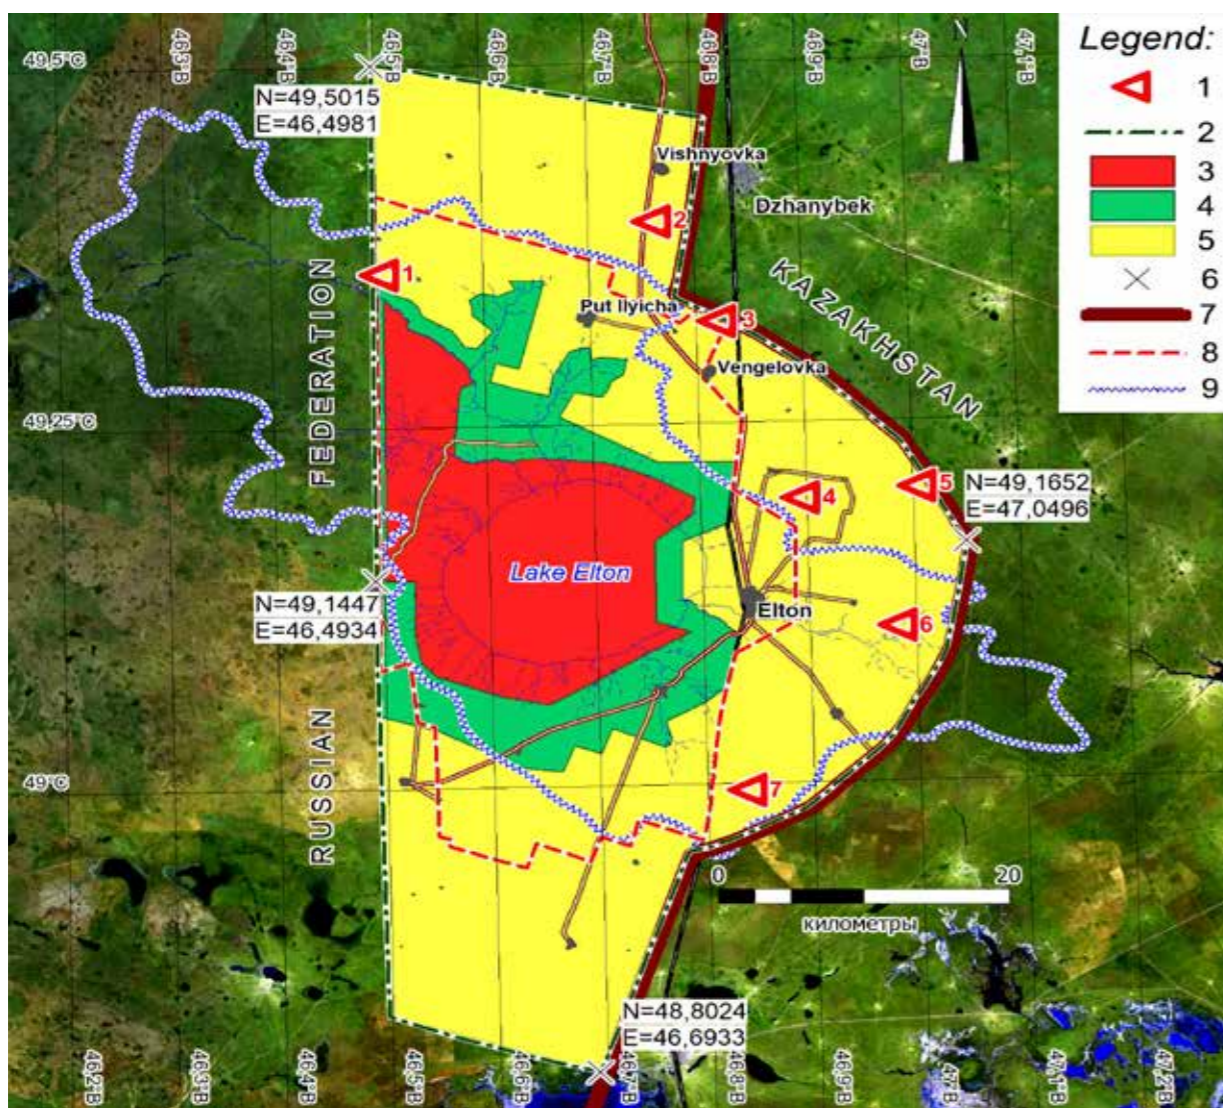 46,3°В
46,4°В
46,5°В
46,6°В
46,7°В
46,8°В
46,9°В
47°В
47,1°В
49,5°С
N=49,5015
E=46,4981
N
Legend:
1
2
3
4
5
6
7
8
9
Vishnyovka
Dzhanybek
2
1
FEDERATION
KAZAKHSTAN
Put Ilyicha
3
Vengelovka
49,25°С
5
N=49,1652
E=47,0496
4
Lake Elton
N=49,1447
E=46,4934
Elton
6
RUSSIAN
49°С
7
0 20
километры
N=48,8024
E=46,6933
46,2°В
46,3°В
46,4°В
46,5°В
46,6°В
46,7°В
46,8°В
46,9°В
47°В
47,1°В
47,2°В